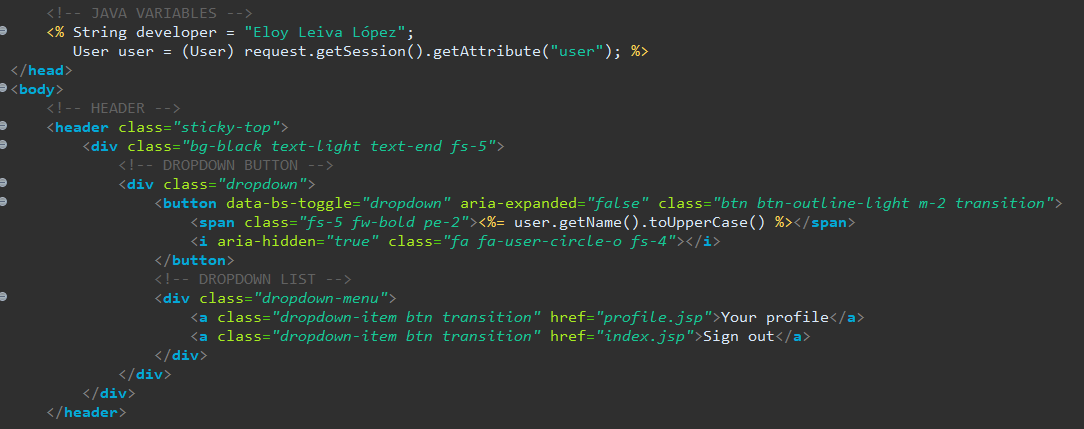 <!-- JAVA VARIABLES -->
<% String developer = "Eloy Leiva López";
User user = (User) request.getSession().getAttribute("user"); %>
</head>
<body>
<!-- HEADER -->
<header class="sticky-top">
<div class="bg-black text-light text-end fs-5">
<!-- DROPDOWN BUTTON -->
<div class="dropdown">
<button data-bs-toggle="dropdown" aria-expanded="false" class="btn btn-outline-light m-2 transition">
<span class="fs-5 fw-bold pe-2"><%= user.getName().toUpperCase() %></span>
<i aria-hidden="true" class="fa fa-user-circle-o fs-4"></i>
</button>
<!-- DROPDOWN LIST -->
<div class="dropdown-menu">
<a class="dropdown-item btn transition" href="profile.jsp">Your profile</a>
<a class="dropdown-item btn transition" href="index.jsp">Sign out</a>
</div>
</div>
</div>
</header>